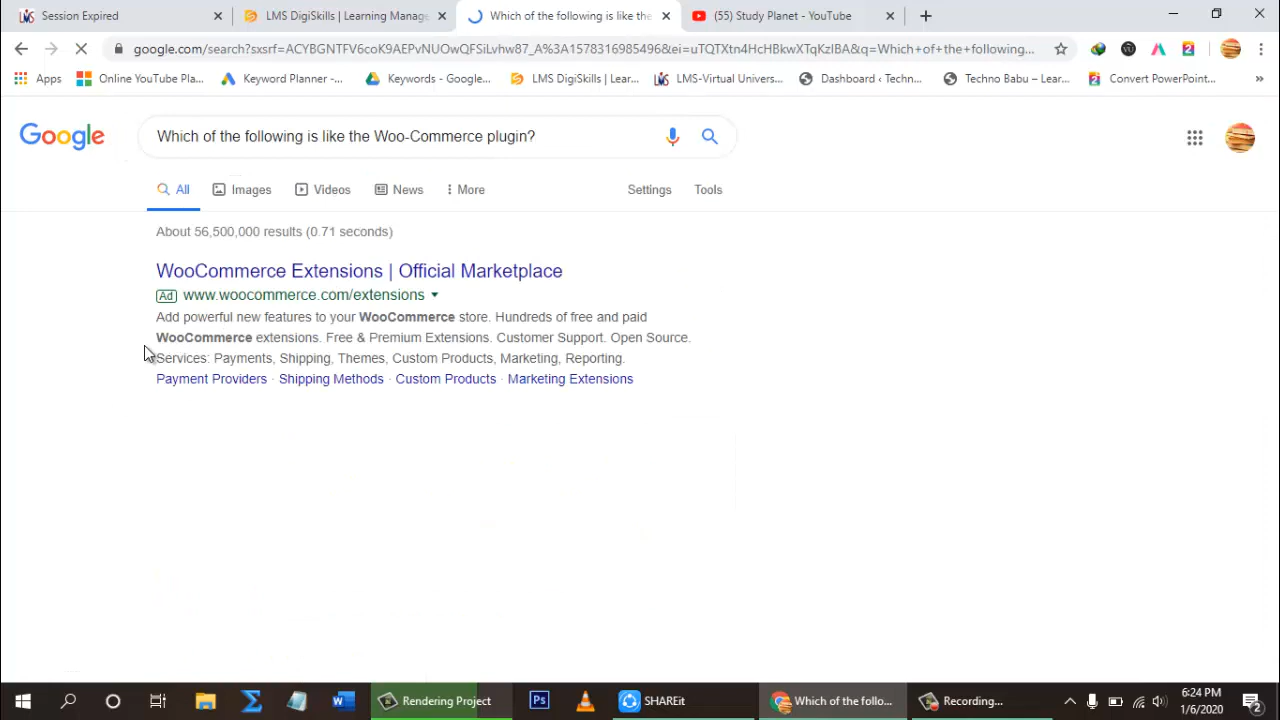 Session Expired
LMS DigiSkills | Learning Manage
Which of the following is like the
(55) Study Planet - YouTube
google.com/search?sxsrf=ACYBGNTFV6coK9AEPvNUOwQFSiLvhw87_A%3A1578316985496&ei=uTQTXtn4HcHBkwXTqKzIBA&q=Which+of+the+following...
Apps
Online YouTube Pla...
Keyword Planner -...
Keywords - Google...
LMS DigiSkills | Lear...
LMS-Virtual Univers...
Dashboard ‹ Techn...
Techno Babu – Lear...
Convert PowerPoint...
Google
Which of the following is like the Woo-Commerce plugin?
All
Images
Videos
News
More
Settings
Tools
About 56,500,000 results (0.71 seconds)
WooCommerce Extensions | Official Marketplace
Ad www.woocommerce.com/extensions
Add powerful new features to your WooCommerce store. Hundreds of free and paid
WooCommerce extensions. Free & Premium Extensions. Customer Support. Open Source.
Services: Payments, Shipping, Themes, Custom Products, Marketing, Reporting.
Payment Providers · Shipping Methods · Custom Products · Marketing Extensions
Rendering Project
Ps
SHAREit
Which of the follo...
Recording...
6:24 PM
1/6/2020
2